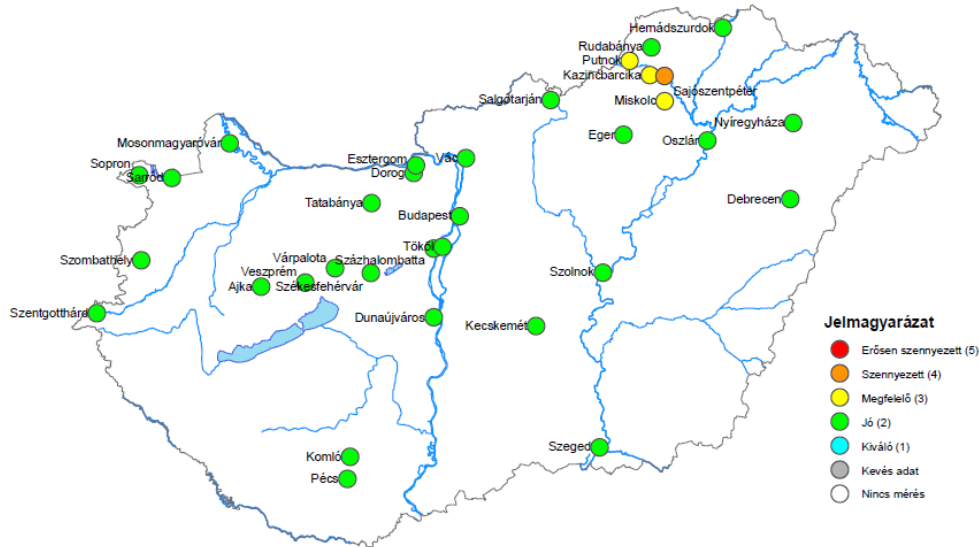 Hernádszurdok
Rudabánya
Putnok
Kazincbarcika
Sajószentpéter
Salgótarján
Miskolc
Nyíregyháza
Mosonmagyaróvár
Eger
Oszlár
Esztergom
Vác
Sopron
Sarród
Dorog
Tatabánya
Debrecen
Budapest
Tököl
Szombathely
Várpalota
Százhalombatta
Veszprém
Szolnok
Ajka
Székesfehérvár
Szentgotthárd
Dunaújváros
Kecskemét
Jelmagyarázat
Erősen szennyezett (5)
Szennyezett (4)
Megfelelő (3)
Jó (2)
Szeged
Kiváló (1)
Komló
Kevés adat
Pécs
Nincs mérés